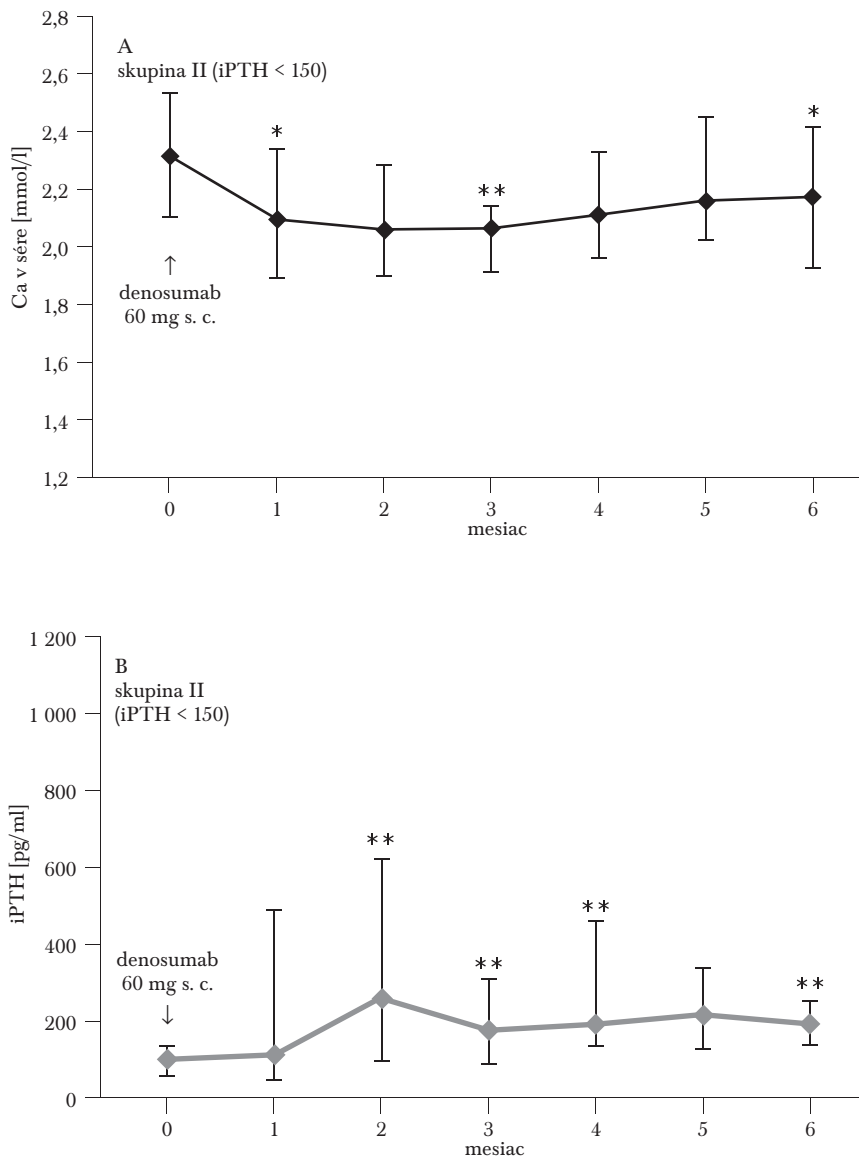 2,8
A
skupina II (iPTH < 150)
2,6
2,4
*
*
2,2
**
Ca v sére [mmol/l]
2,0
↑
denosumab
60 mg s. c.
1,8
1,6
1,4
1,2
0 1 2 3 4 5 6
mesiac
1 200
B
skupina II
(iPTH < 150)
1 000
800
**
iPTH [pg/ml]
600
**
400
denosumab
60 mg s. c.
↓
**
**
200
0
0 1 2 3 4 5 6
mesiac